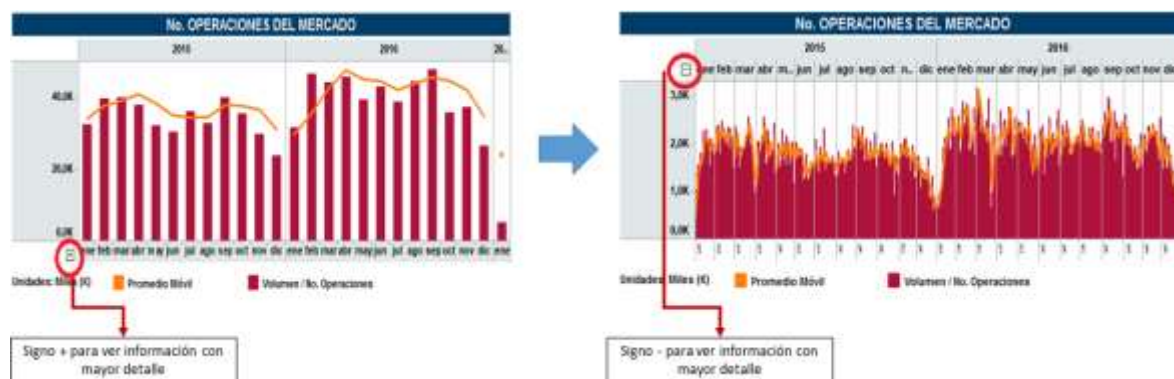 No. OPERACIONES DEL MERCADO
2015 2016 20..
40,0K
20,0K
0,0K
ene feb mar abr may jun jul ago sep oct nov dic ene feb mar abr may jun jul ago sep oct nov dic ene
Unidades: Miles (K) Promedio Móvil Volumen / No. Operaciones
Signo + para ver información con
mayor detalle
No. OPERACIONES DEL MERCADO
2015 2016
ene feb mar abr m.. jun jul ago sep oct n.. dic ene feb mar abr may jun jul ago sep oct nov dic
3,0K
2,0K
1,0K
0,0K
Unidades: Miles (K) Promedio Móvil Volumen / No. Operaciones
Signo - para ver información con
mayor detalle